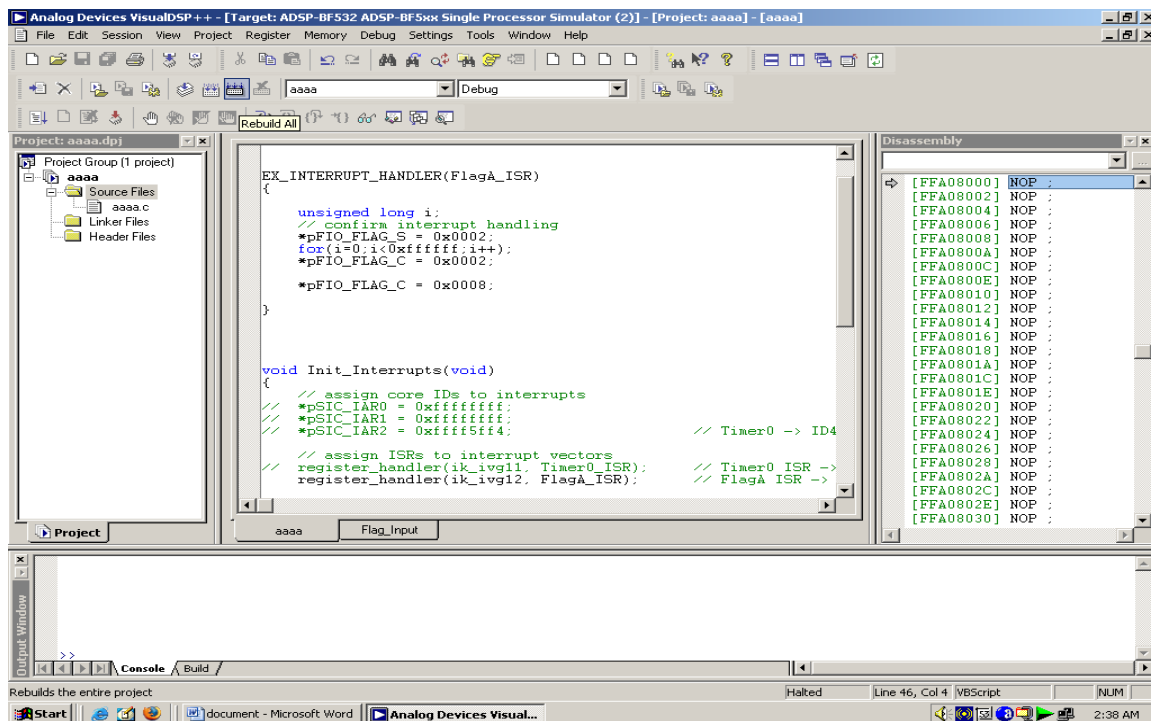 Analog Devices VisualDSP++ - [Target: ADSP-BF532 ADSP-BF5xx Single Processor Simulator (2)] - [Project: aaaa] - [aaaa]
File Edit Session View Project Register Memory Debug Settings Tools Window Help
aaaa Debug
Rebuild All
Project: aaaa.dpj
Project Group (1 project)
aaaa
Source Files
aaaa.c
Linker Files
Header Files
Project
EX_INTERRUPT_HANDLER(FlagA_ISR)
{
unsigned long i;
// confirm interrupt handling
*pFIO_FLAG_S = 0x0002;
for(i=0;i<0xffffff;i++);
*pFIO_FLAG_C = 0x0002;
*pFIO_FLAG_C = 0x0008;
}
void Init_Interrupts(void)
{
// assign core IDs to interrupts
// *pSIC_IAR0 = 0xffffffff;
// *pSIC_IAR1 = 0xffffffff;
// *pSIC_IAR2 = 0xffff5ff4; // Timer0 -> ID4
// assign ISRs to interrupt vectors
// register_handler(ik_ivg11, Timer0_ISR); // Timer0 ISR ->
register_handler(ik_ivg12, FlagA_ISR); // FlagA ISR ->
aaaa Flag_Input
Disassembly
[FFA08000] NOP ;
[FFA08002] NOP ;
[FFA08004] NOP ;
[FFA08006] NOP ;
[FFA08008] NOP ;
[FFA0800A] NOP ;
[FFA0800C] NOP ;
[FFA0800E] NOP ;
[FFA08010] NOP ;
[FFA08012] NOP ;
[FFA08014] NOP ;
[FFA08016] NOP ;
[FFA08018] NOP ;
[FFA0801A] NOP ;
[FFA0801C] NOP ;
[FFA0801E] NOP ;
[FFA08020] NOP ;
[FFA08022] NOP ;
[FFA08024] NOP ;
[FFA08026] NOP ;
[FFA08028] NOP ;
[FFA0802A] NOP ;
[FFA0802C] NOP ;
[FFA0802E] NOP ;
[FFA08030] NOP ;
Output Window
>>
Console Build
Rebuilds the entire project Halted Line 46, Col 4 VBScript NUM
Start document - Microsoft Word Analog Devices Visual... 2:38 AM